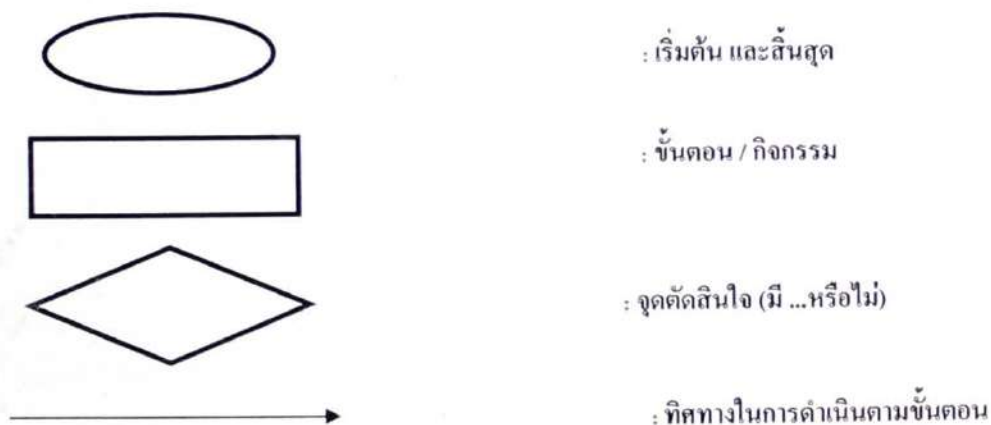 : เริ่มต้น และสิ้นสุด
: ขั้นตอน / กิจกรรม
: จุดตัดสินใจ (มี ...หรือไม่)
: ทิศทางในการดำเนินตามขั้นตอน